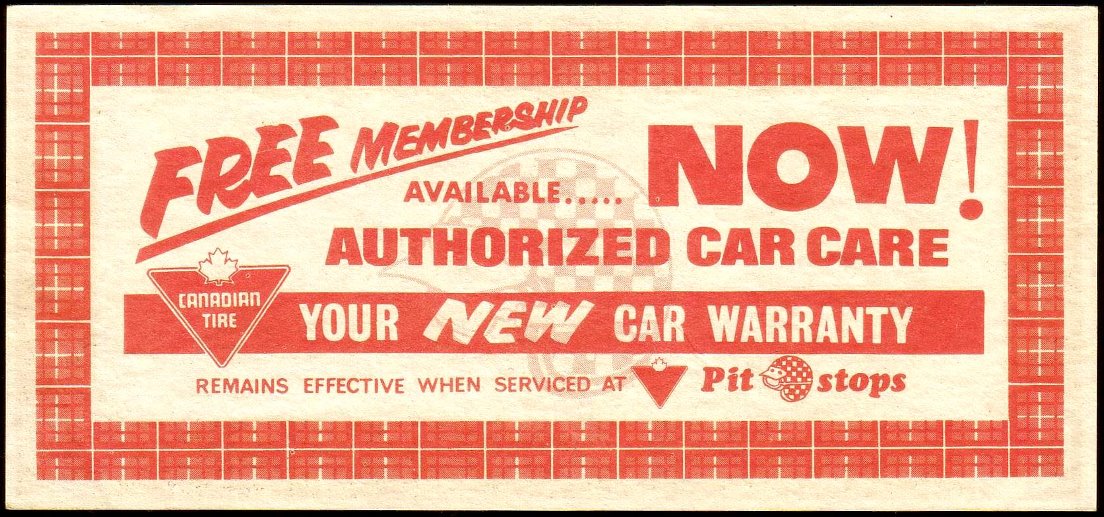 FREE MEMBERSHIP
AVAILABLE..... NOW!
AUTHORIZED CAR CARE
CANADIAN
TIRE
YOUR NEW CAR WARRANTY
REMAINS EFFECTIVE WHEN SERVICED AT Pit stops